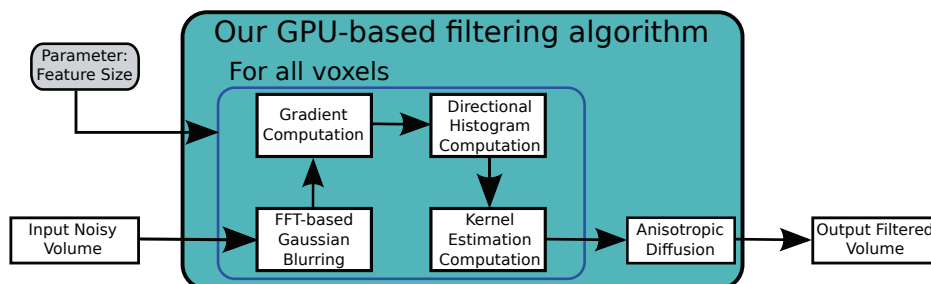 Our GPU-based filtering algorithm
Parameter:
Feature Size
For all voxels
Gradient
Computation
Directional
Histogram
Computation
Input Noisy
Volume
FFT-based
Gaussian
Blurring
Kernel
Estimation
Computation
Anisotropic
Diffusion
Output Filtered
Volume